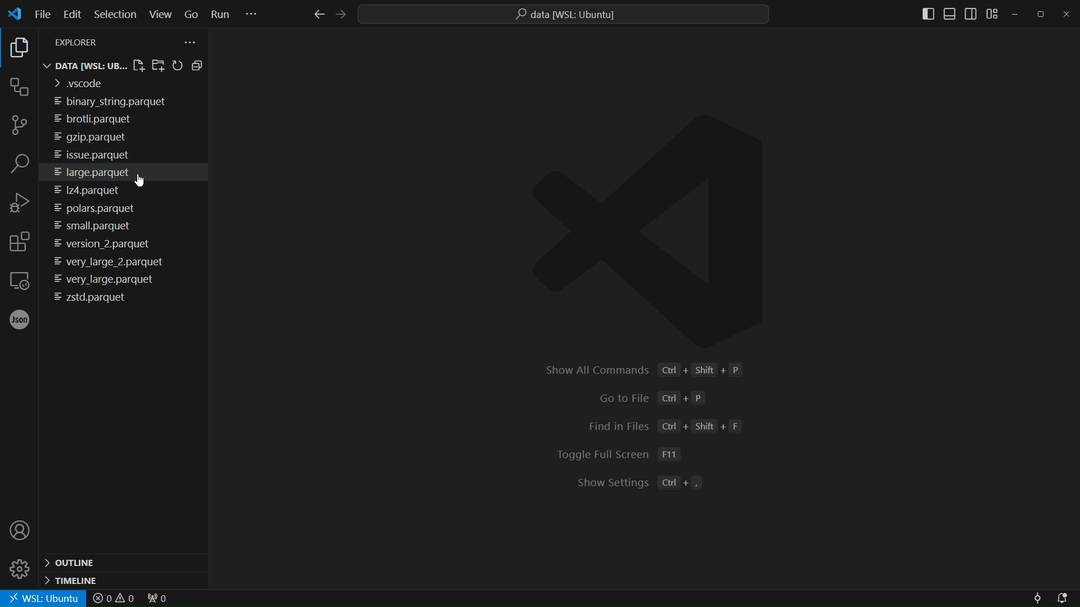 File Edit Selection View Go Run ···
data [WSL: Ubuntu]
EXPLORER ···
DATA [WSL: UB...
.vscode
binary_string.parquet
brotli.parquet
gzip.parquet
issue.parquet
large.parquet
lz4.parquet
polars.parquet
small.parquet
version_2.parquet
very_large_2.parquet
very_large.parquet
zstd.parquet
Json
Show All Commands Ctrl + Shift + P
Go to File Ctrl + P
Find in Files Ctrl + Shift + F
Toggle Full Screen F11
Show Settings Ctrl + ,
OUTLINE
TIMELINE
WSL: Ubuntu 0 0 0